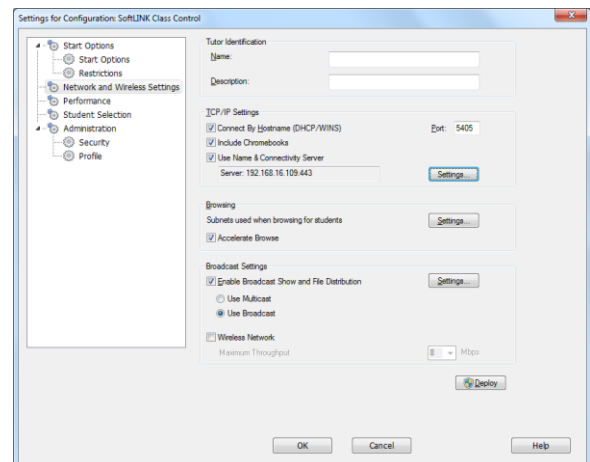 Settings for Configuration: SoftLINK Class Control
Start Options
Start Options
Restrictions
Network and Wireless Settings
Performance
Student Selection
Administration
Security
Profile
Tutor Identification
Name:
Description:
TCP/IP Settings
Connect By Hostname (DHCP/WINS) Port: 5405
Include Chromebooks
Use Name & Connectivity Server
Server: 192.168.16.109:443 Settings...
Browsing
Subnets used when browsing for students Settings...
Accelerate Browse
Broadcast Settings
Enable Broadcast Show and File Distribution Settings...
Use Multicast
Use Broadcast
Wireless Network
Maximum Throughput 8 Mbps
Deploy
OK Cancel Help